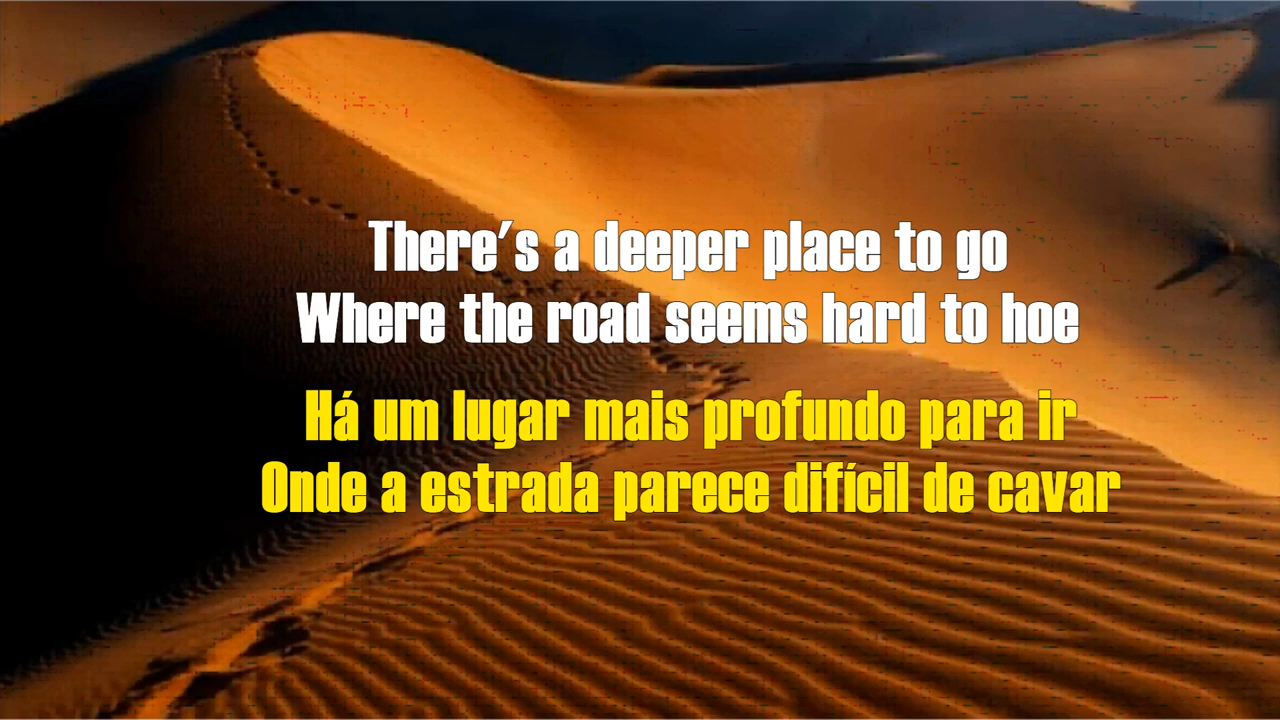 There's a deeper place to go
Where the road seems hard to hoe
Há um lugar mais profundo para ir
Onde a estrada parece difícil de cavar